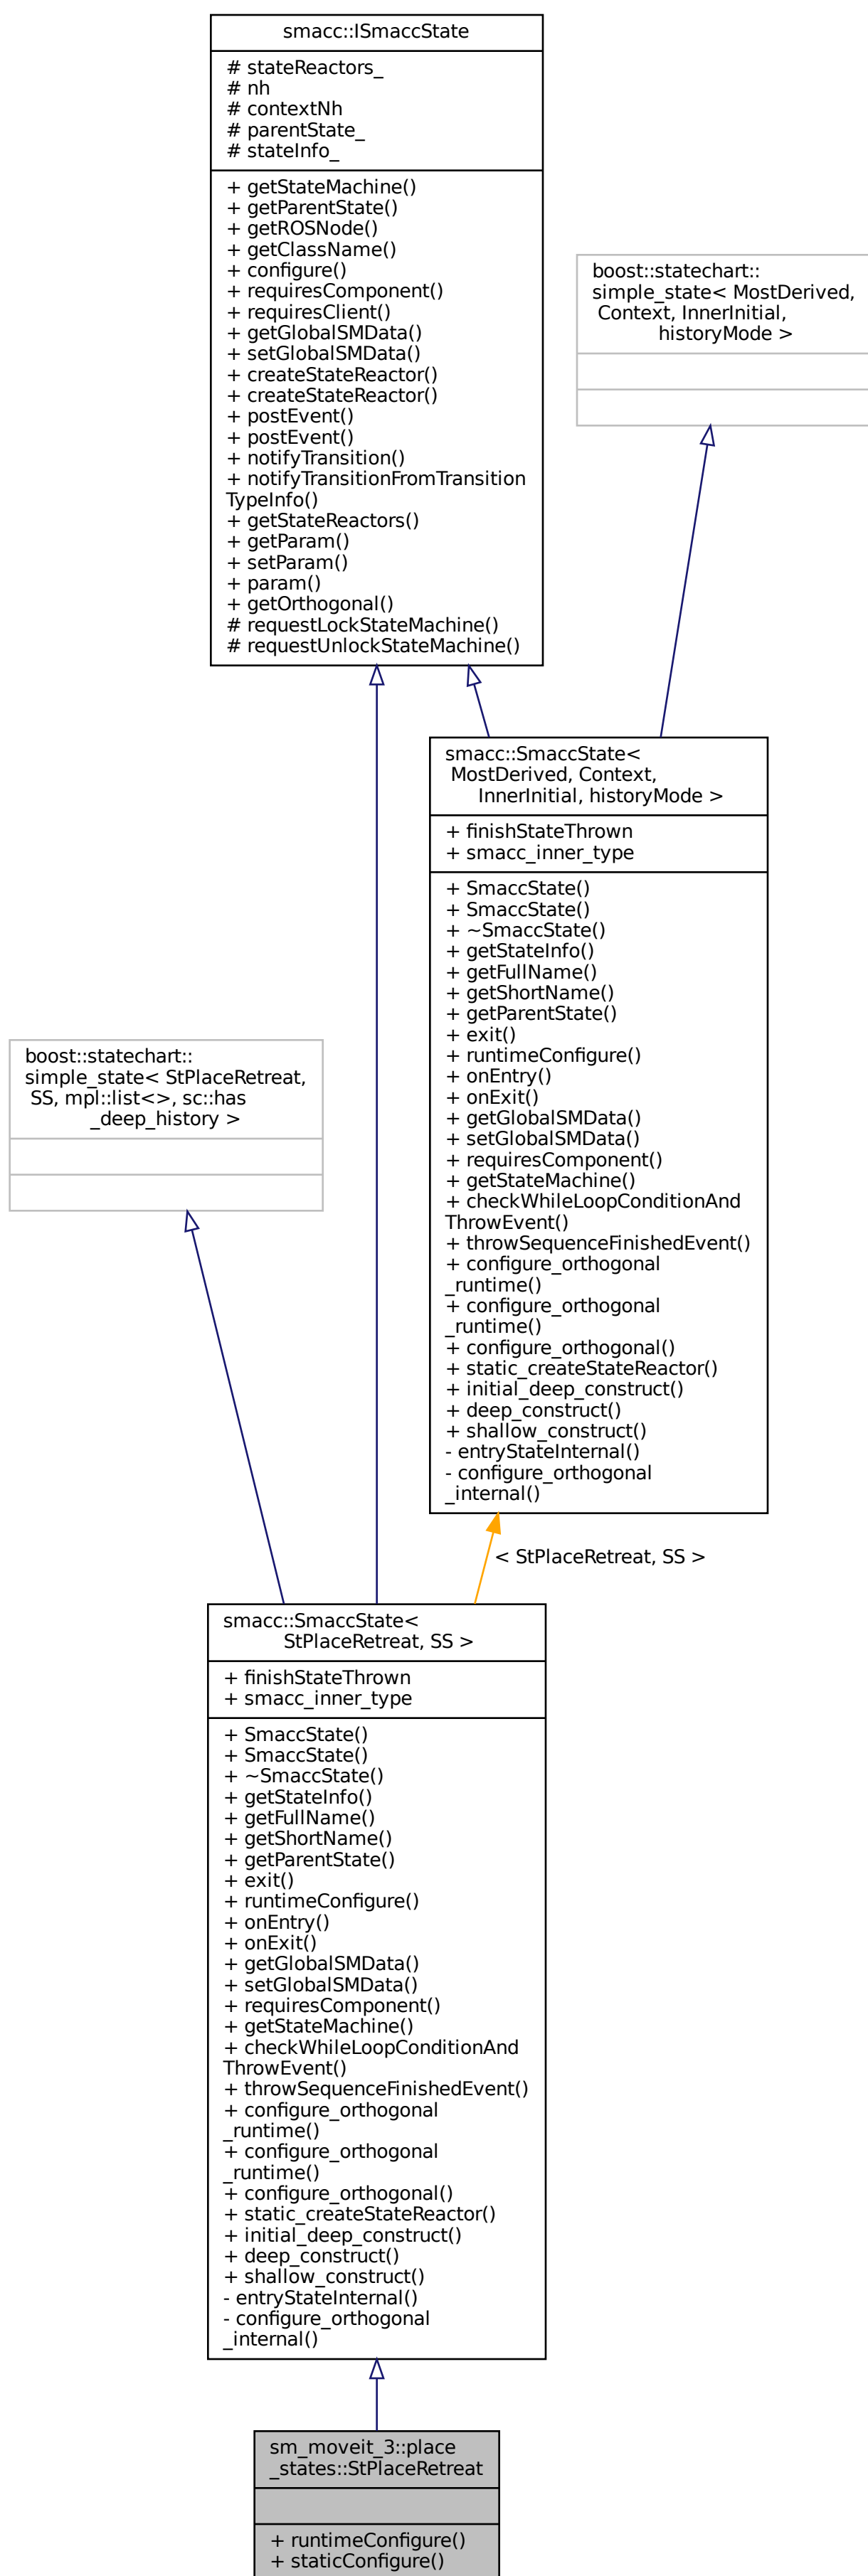 smacc::ISmaccState
# stateReactors_
# nh
# contextNh
# parentState_
# stateInfo_
+ getStateMachine()
+ getParentState()
+ getROSNode()
+ getClassName()
+ configure()
+ requiresComponent()
+ requiresClient()
+ getGlobalSMData()
+ setGlobalSMData()
+ createStateReactor()
+ createStateReactor()
+ postEvent()
+ postEvent()
+ notifyTransition()
+ notifyTransitionFromTransition
TypeInfo()
+ getStateReactors()
+ getParam()
+ setParam()
+ param()
+ getOrthogonal()
# requestLockStateMachine()
# requestUnlockStateMachine()
boost::statechart::
simple_state< MostDerived,
Context, InnerInitial,
historyMode >
smacc::SmaccState<
MostDerived, Context,
InnerInitial, historyMode >
+ finishStateThrown
+ smacc_inner_type
+ SmaccState()
+ SmaccState()
+ ~SmaccState()
+ getStateInfo()
+ getFullName()
+ getShortName()
+ getParentState()
+ exit()
+ runtimeConfigure()
+ onEntry()
+ onExit()
+ getGlobalSMData()
+ setGlobalSMData()
+ requiresComponent()
+ getStateMachine()
+ checkWhileLoopConditionAnd
ThrowEvent()
+ throwSequenceFinishedEvent()
+ configure_orthogonal
_runtime()
+ configure_orthogonal
_runtime()
+ configure_orthogonal()
+ static_createStateReactor()
+ initial_deep_construct()
+ deep_construct()
+ shallow_construct()
- entryStateInternal()
- configure_orthogonal
_internal()
boost::statechart::
simple_state< StPlaceRetreat,
SS, mpl::list<>, sc::has
_deep_history >
< StPlaceRetreat, SS >
smacc::SmaccState<
StPlaceRetreat, SS >
+ finishStateThrown
+ smacc_inner_type
+ SmaccState()
+ SmaccState()
+ ~SmaccState()
+ getStateInfo()
+ getFullName()
+ getShortName()
+ getParentState()
+ exit()
+ runtimeConfigure()
+ onEntry()
+ onExit()
+ getGlobalSMData()
+ setGlobalSMData()
+ requiresComponent()
+ getStateMachine()
+ checkWhileLoopConditionAnd
ThrowEvent()
+ throwSequenceFinishedEvent()
+ configure_orthogonal
_runtime()
+ configure_orthogonal
_runtime()
+ configure_orthogonal()
+ static_createStateReactor()
+ initial_deep_construct()
+ deep_construct()
+ shallow_construct()
- entryStateInternal()
- configure_orthogonal
_internal()
sm_moveit_3::place
_states::StPlaceRetreat
+ runtimeConfigure()
+ staticConfigure()